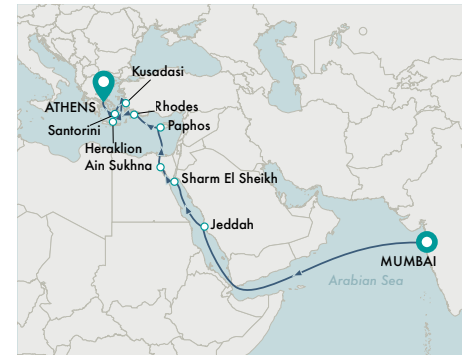 Kusadasi
ATHENS
Rhodes
Santorini
Paphos
Heraklion
Ain Sukhna
Sharm El Sheikh
Jeddah
MUMBAI
Arabian Sea